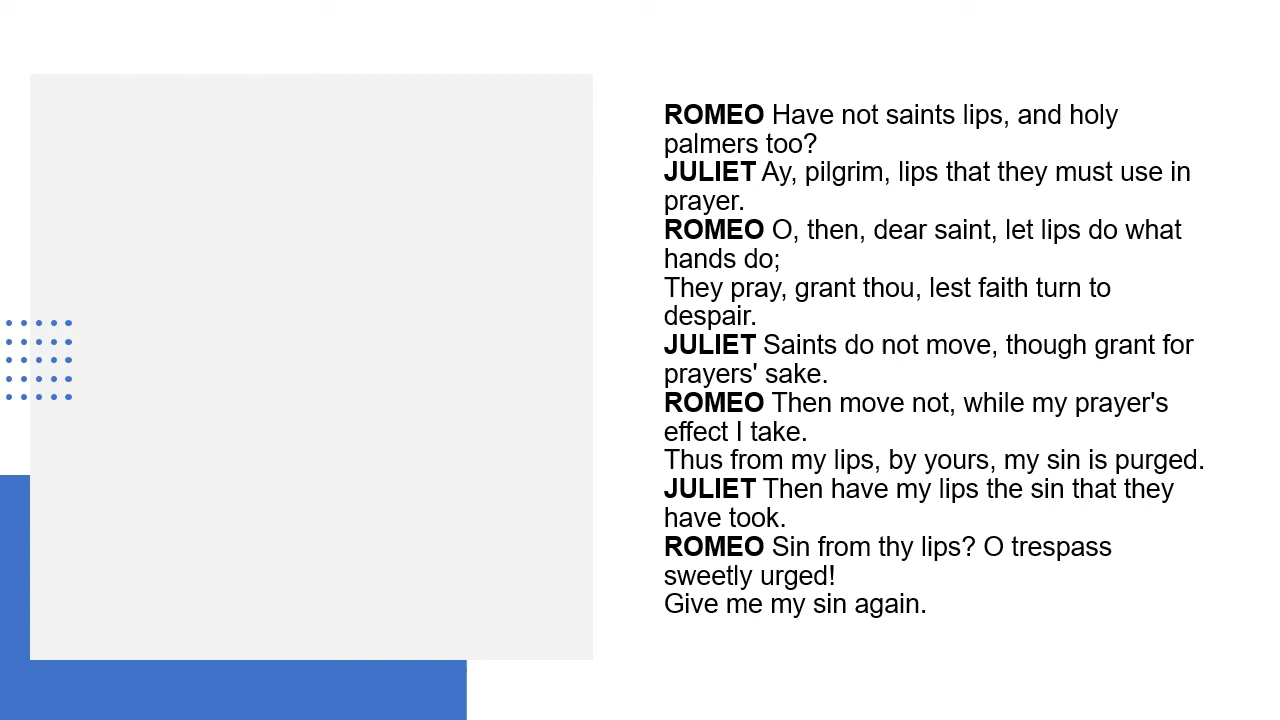 ROMEO Have not saints lips, and holy
palmers too?
JULIET Ay, pilgrim, lips that they must use in
prayer.
ROMEO O, then, dear saint, let lips do what
hands do;
They pray, grant thou, lest faith turn to
despair.
JULIET Saints do not move, though grant for
prayers' sake.
ROMEO Then move not, while my prayer's
effect I take.
Thus from my lips, by yours, my sin is purged.
JULIET Then have my lips the sin that they
have took.
ROMEO Sin from thy lips? O trespass
sweetly urged!
Give me my sin again.